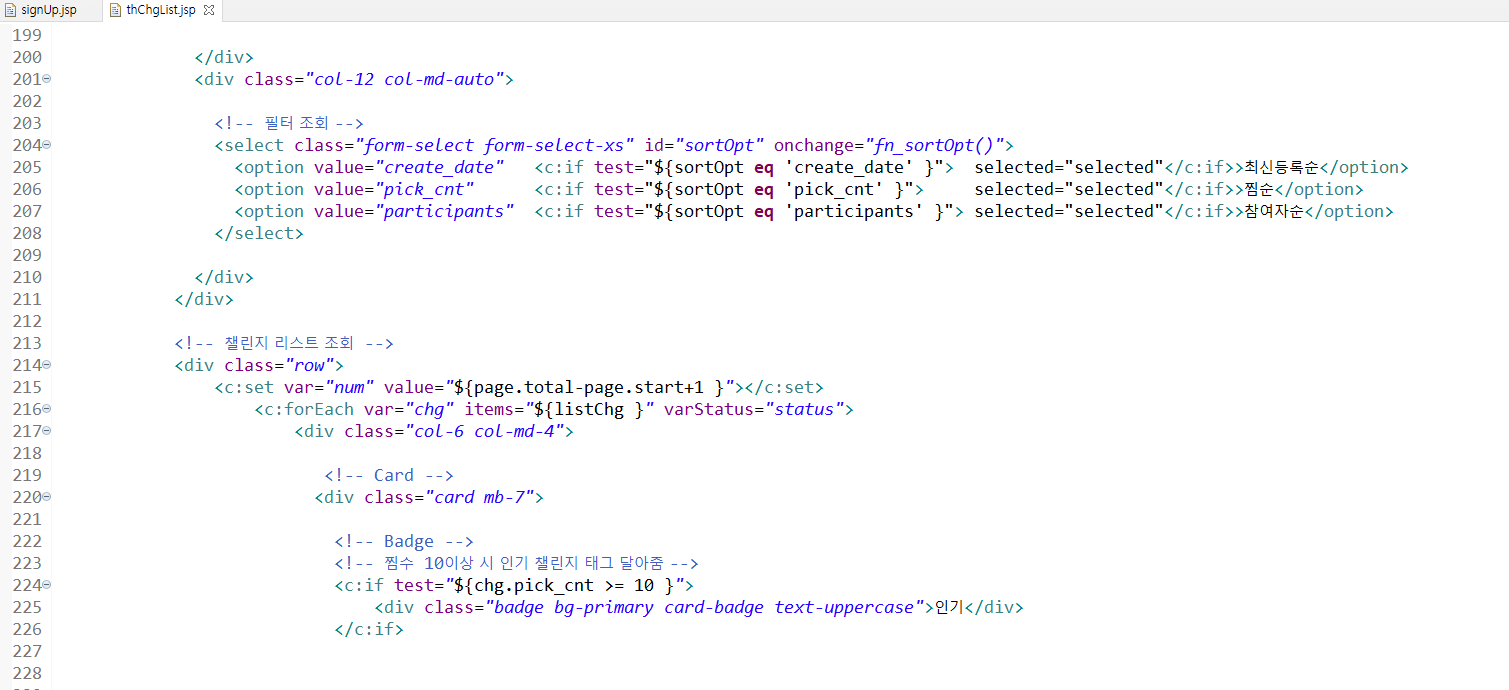 signUp.jsp thChgList.jsp
199
200 </div>
201 <div class="col-12 col-md-auto">
202
203 <!-- 필터 조회 -->
204 <select class="form-select form-select-xs" id="sortOpt" onchange="fn_sortOpt()">
205 <option value="create_date" <c:if test="${sortOpt eq 'create_date' }"> selected="selected"</c:if>>최신등록순</option>
206 <option value="pick_cnt" <c:if test="${sortOpt eq 'pick_cnt' }"> selected="selected"</c:if>>찜순</option>
207 <option value="participants" <c:if test="${sortOpt eq 'participants' }"> selected="selected"</c:if>>참여자순</option>
208 </select>
209
210 </div>
211 </div>
212
213 <!-- 챌린지 리스트 조회 -->
214 <div class="row">
215 <c:set var="num" value="${page.total-page.start+1 }"></c:set>
216 <c:forEach var="chg" items="${listChg }" varStatus="status">
217 <div class="col-6 col-md-4">
218
219 <!-- Card -->
220 <div class="card mb-7">
221
222 <!-- Badge -->
223 <!-- 찜수 10이상 시 인기 챌린지 태그 달아줌 -->
224 <c:if test="${chg.pick_cnt >= 10 }">
225 <div class="badge bg-primary card-badge text-uppercase">인기</div>
226 </c:if>
227
228